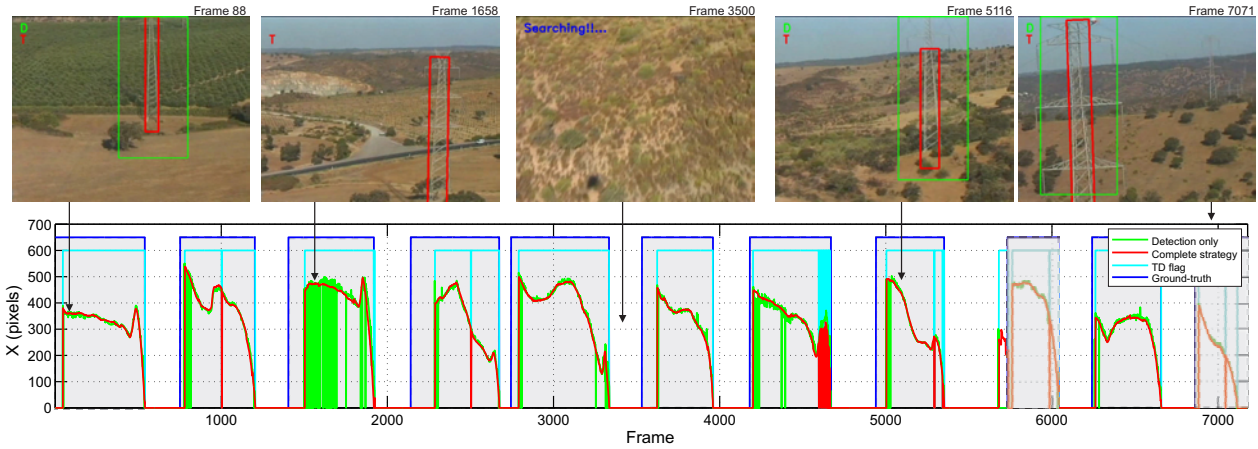 Frame 88
Frame 1658
Frame 3500
Frame 5116
Frame 7071
D
T
T
Searching!!...
D
T
D
T
700
600
500
400
300
200
100
0
X (pixels)
Detection only
Complete strategy
TD flag
Ground-truth
1000
2000
3000
4000
5000
6000
7000
Frame